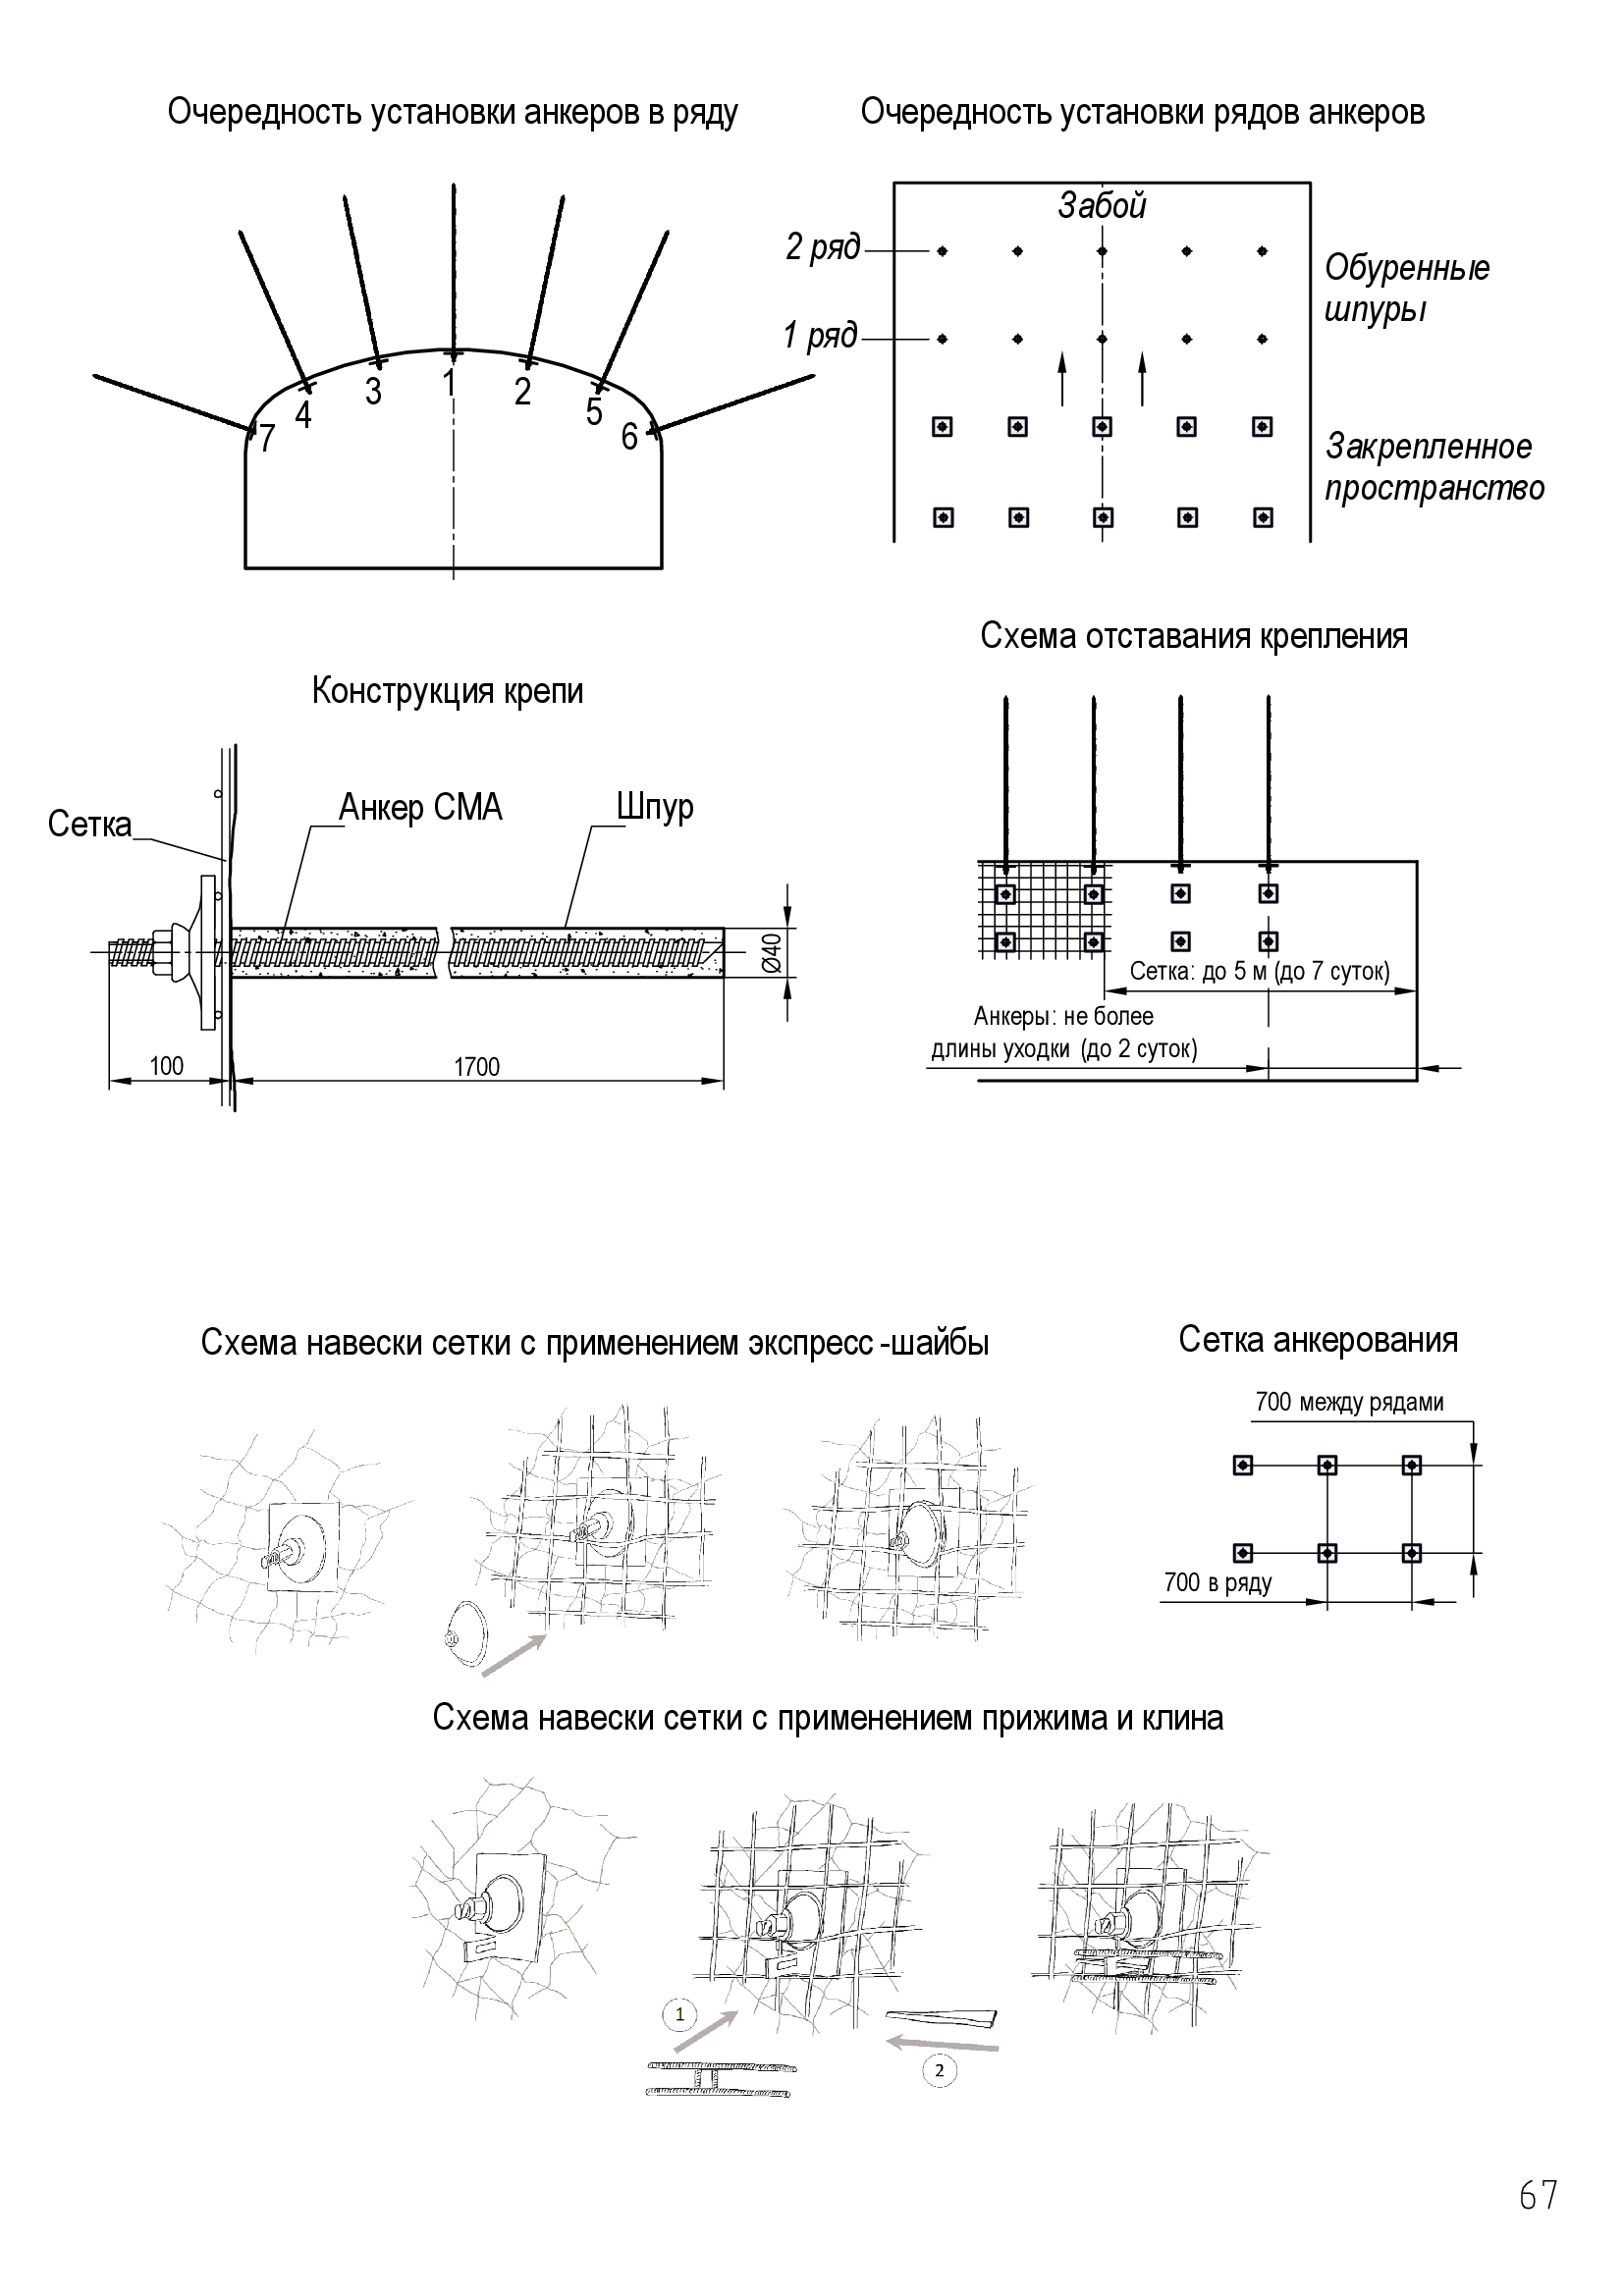 Очередность установки анкеров в ряду
7
4
3
1
2
5
6
Очередность установки рядов анкеров
Забой
2 ряд
1 ряд
Обуренные
шпуры
Закрепленное
пространство
Конструкция крепи
Сетка
Анкер СМА
Шпур
Ø40
100
1700
Схема отставания крепления
Сетка: до 5 м (до 7 суток)
Анкеры: не более
длины уходки (до 2 суток)
Схема навески сетки с применением экспресс-шайбы
Сетка анкерования
700 между рядами
700 в ряду
Схема навески сетки с применением прижима и клина
1
2
67